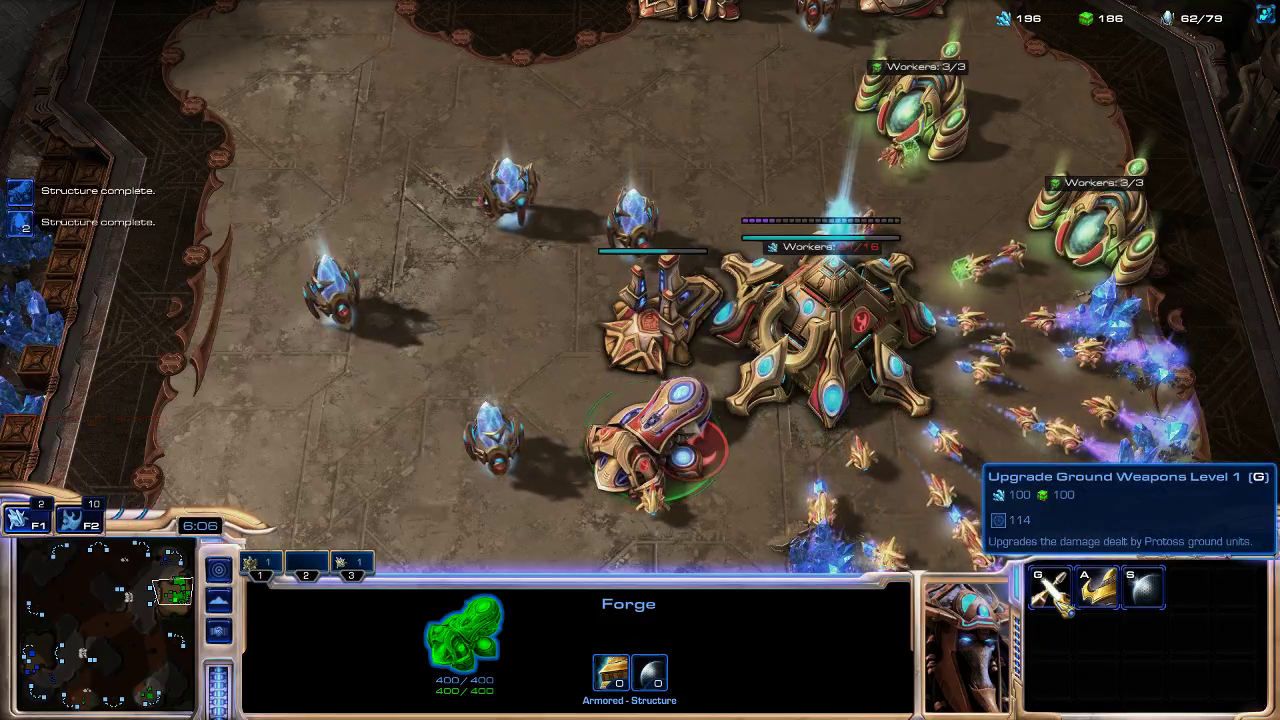 196 186 62/79
Workers: 3/3
Workers: 3/3
Structure complete.
2 Structure complete.
Workers: /16
Upgrade Ground Weapons Level 1 (G)
100 100
114
Upgrades the damage dealt by Protoss ground units.
2 10
F1 F2
6:06
1 1
1 2 3
Forge
G A S
400/400
400/400
0 0
Armored - Structure